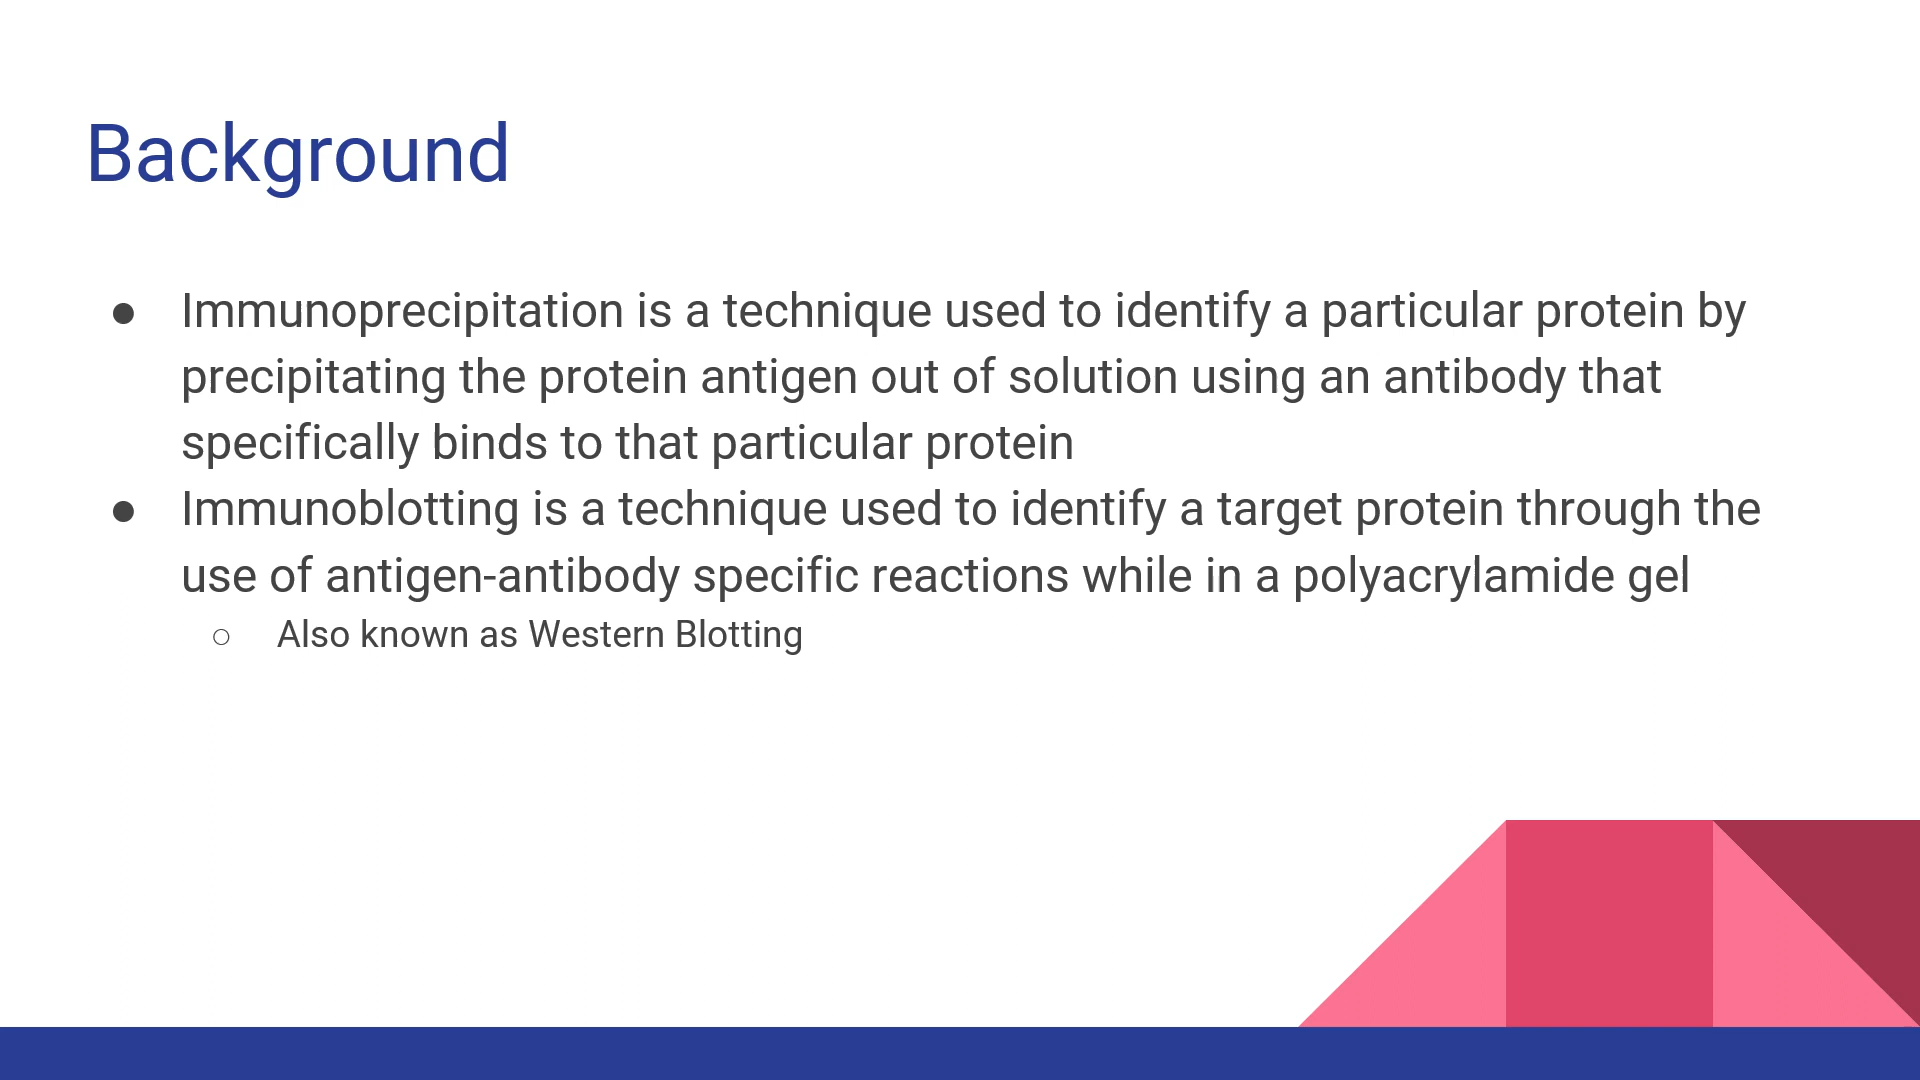 Background
● Immunoprecipitation is a technique used to identify a particular protein by
precipitating the protein antigen out of solution using an antibody that
specifically binds to that particular protein
● Immunoblotting is a technique used to identify a target protein through the
use of antigen-antibody specific reactions while in a polyacrylamide gel
○ Also known as Western Blotting